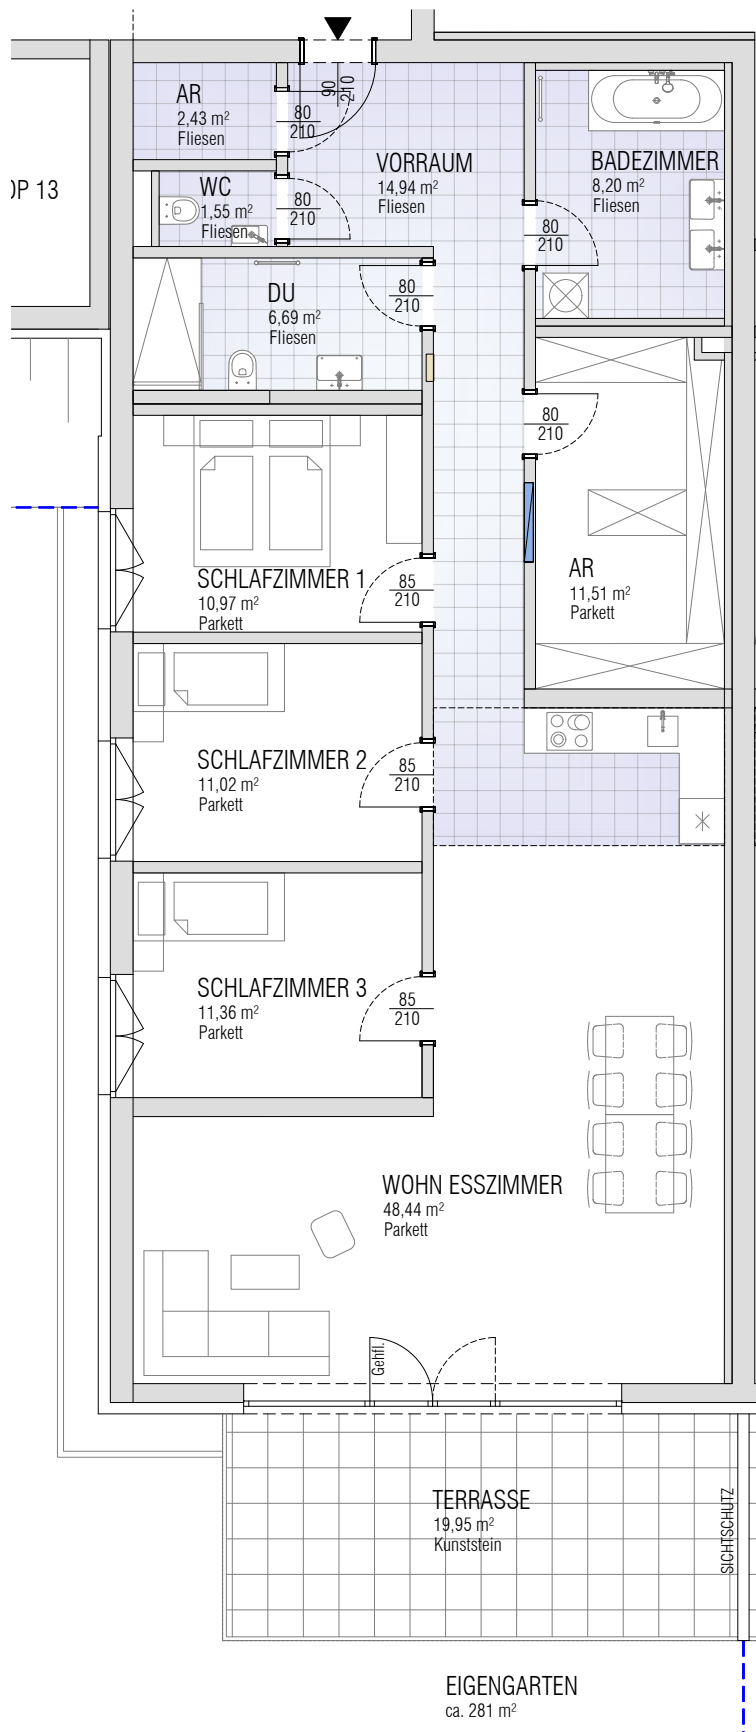 90
210
AR
2,43 m²
Fliesen
80
210
VORRAUM
14,94 m²
Fliesen
BADEZIMMER
8,20 m²
Fliesen
OP 13
WC
1,55 m²
Fliesen
80
210
80
210
DU
6,69 m²
Fliesen
80
210
80
210
SCHLAFZIMMER 1
10,97 m²
Parkett
85
210
AR
11,51 m²
Parkett
SCHLAFZIMMER 2
11,02 m²
Parkett
85
210
SCHLAFZIMMER 3
11,36 m²
Parkett
85
210
WOHN ESSZIMMER
48,44 m²
Parkett
Gehfl.
TERRASSE
19,95 m²
Kunststein
SICHTSCHUTZ
EIGENGARTEN
ca. 281 m²